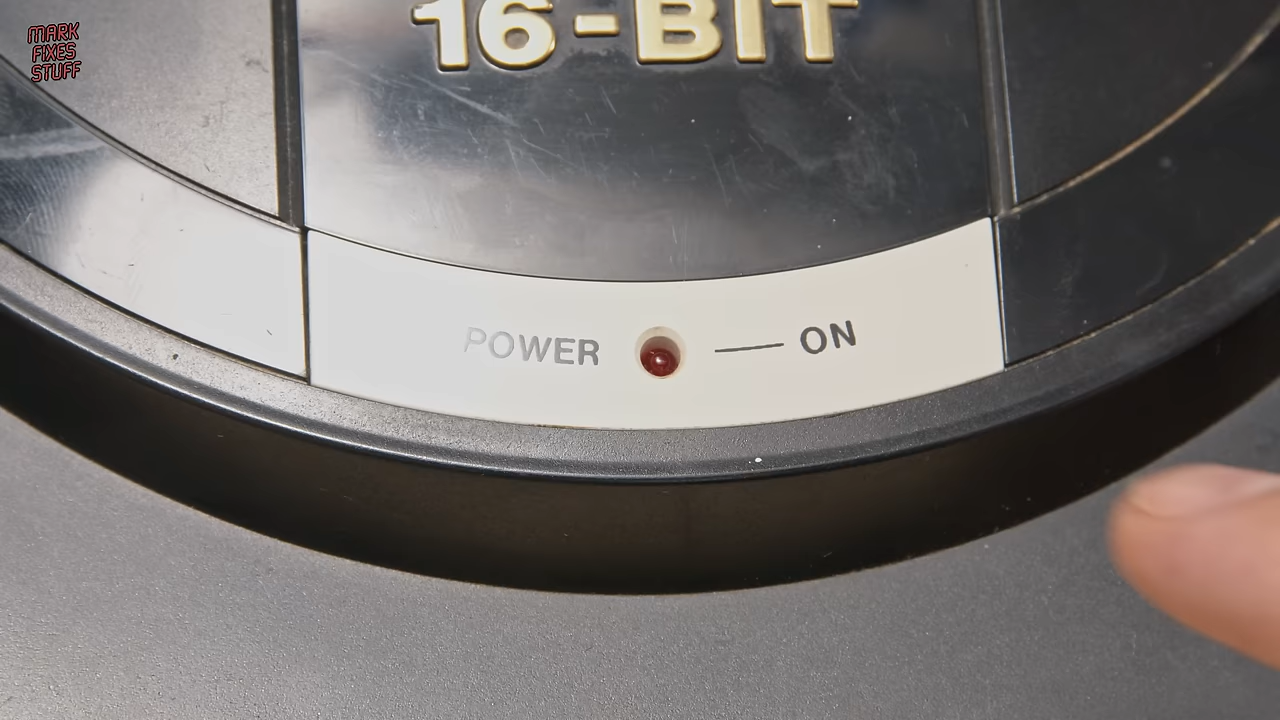 MARK
FIXES
STUFF
16-BIT
POWER — ON